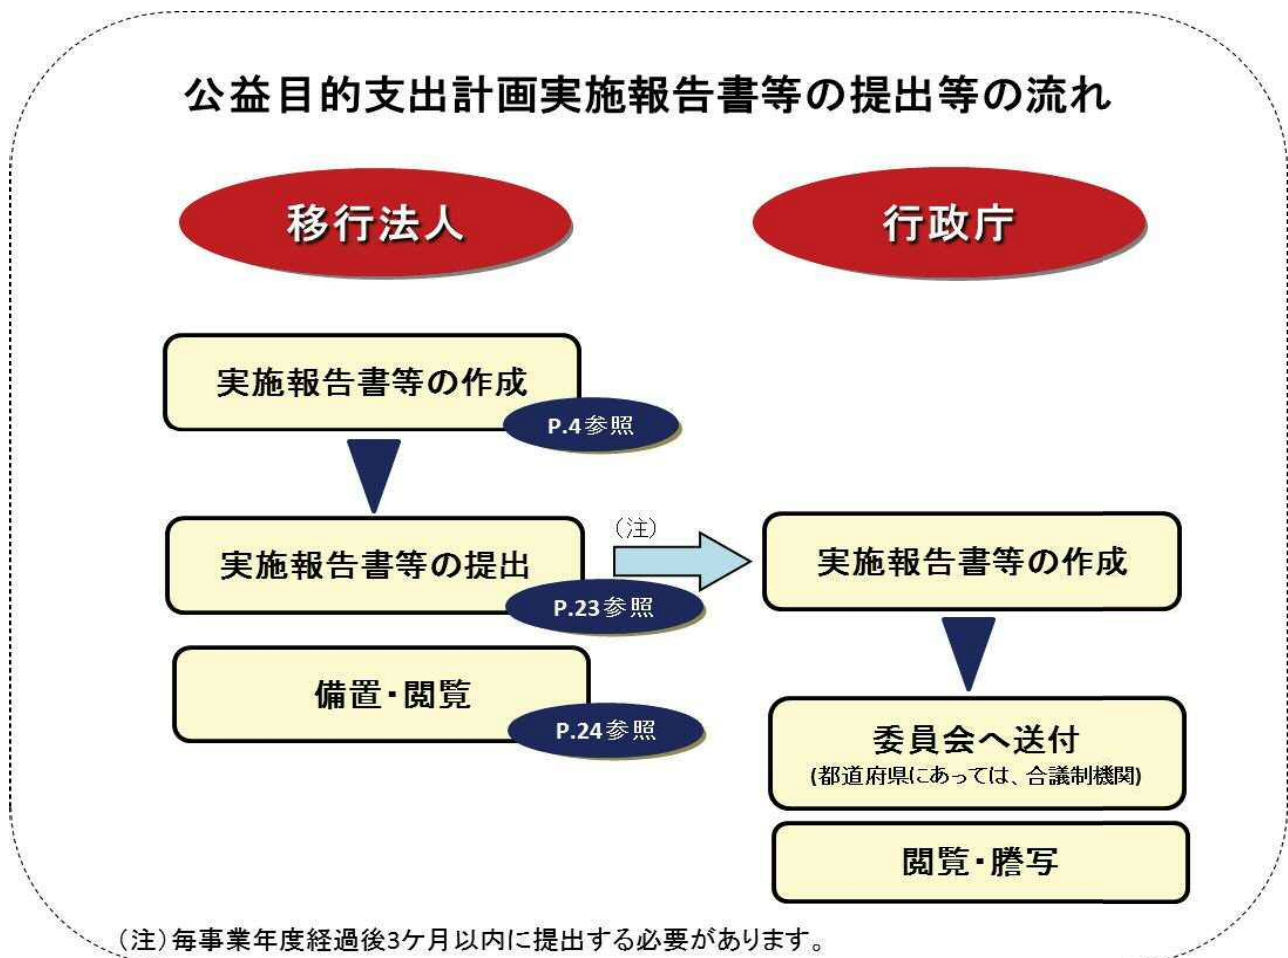 公益目的支出計画実施報告書等の提出等の流れ
移行法人
行政庁
実施報告書等の作成
P.4参照
実施報告書等の提出
P.23参照
(注)
実施報告書等の作成
備置・閲覧
P.24参照
委員会へ送付
(都道府県にあっては、合議制機関)
閲覧・謄写
(注)毎事業年度経過後3ケ月以内に提出する必要があります。